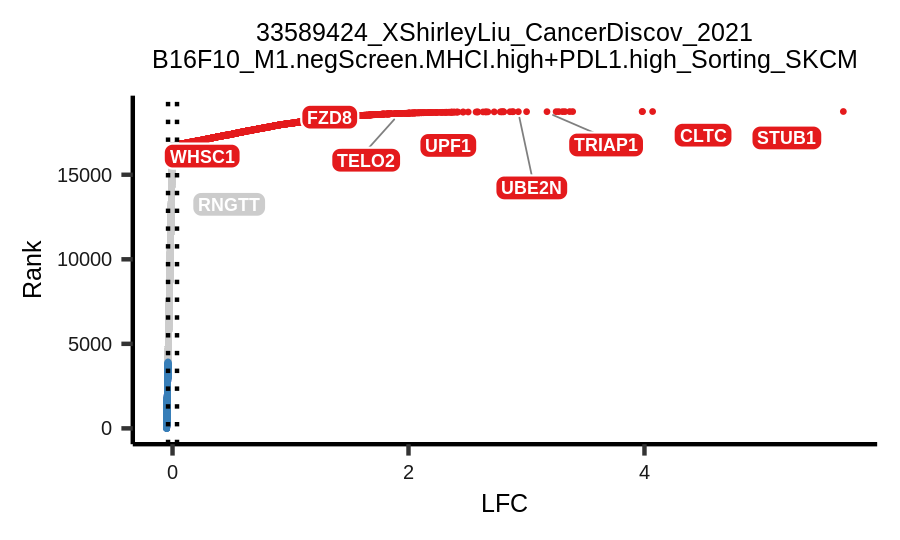 33589424_XShirleyLiu_CancerDiscov_2021
B16F10_M1.negScreen.MHCI.high+PDL1.high_Sorting_SKCM
FZD8
WHSC1
TELO2
UPF1
TRIAP1
CLTC
STUB1
UBE2N
RNGTT
15000
10000
5000
0
Rank
0
2
4
LFC